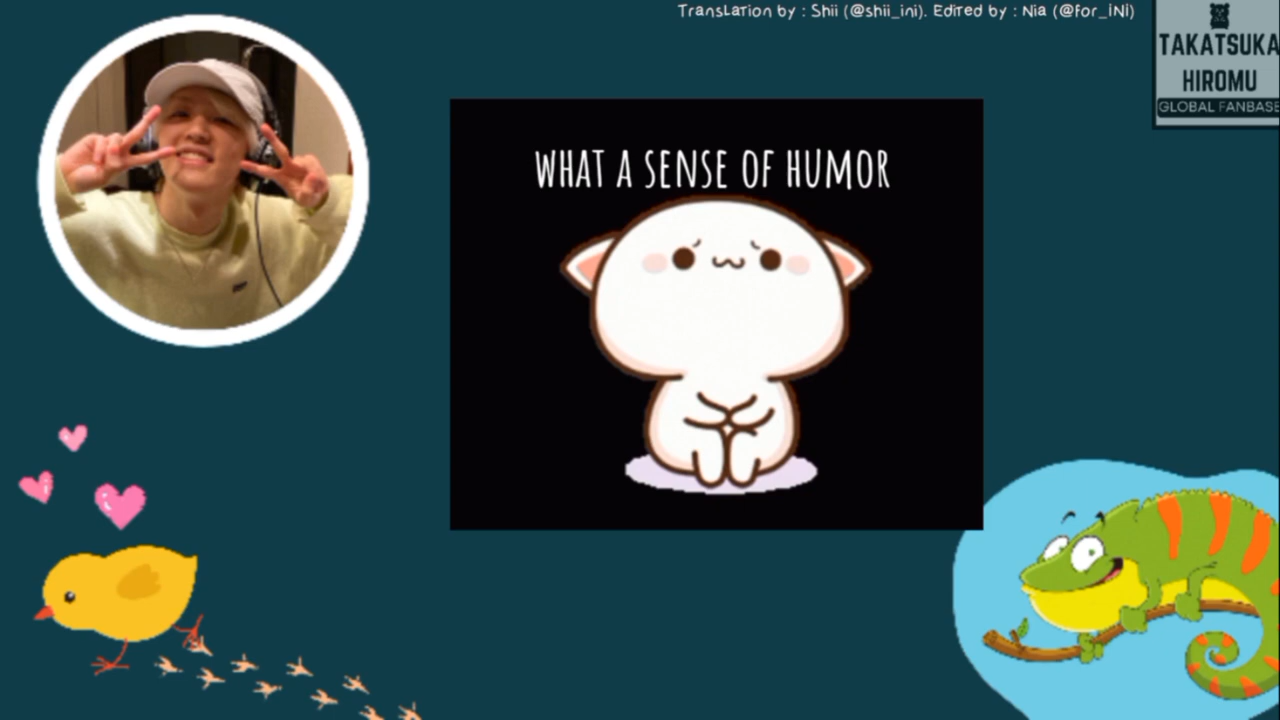 Translation by : Shii (@shii_ini). Edited by : Nia (@for_INI)
TAKATSUKA
HIROMU
GLOBAL FANBASE
WHAT A SENSE OF HUMOR